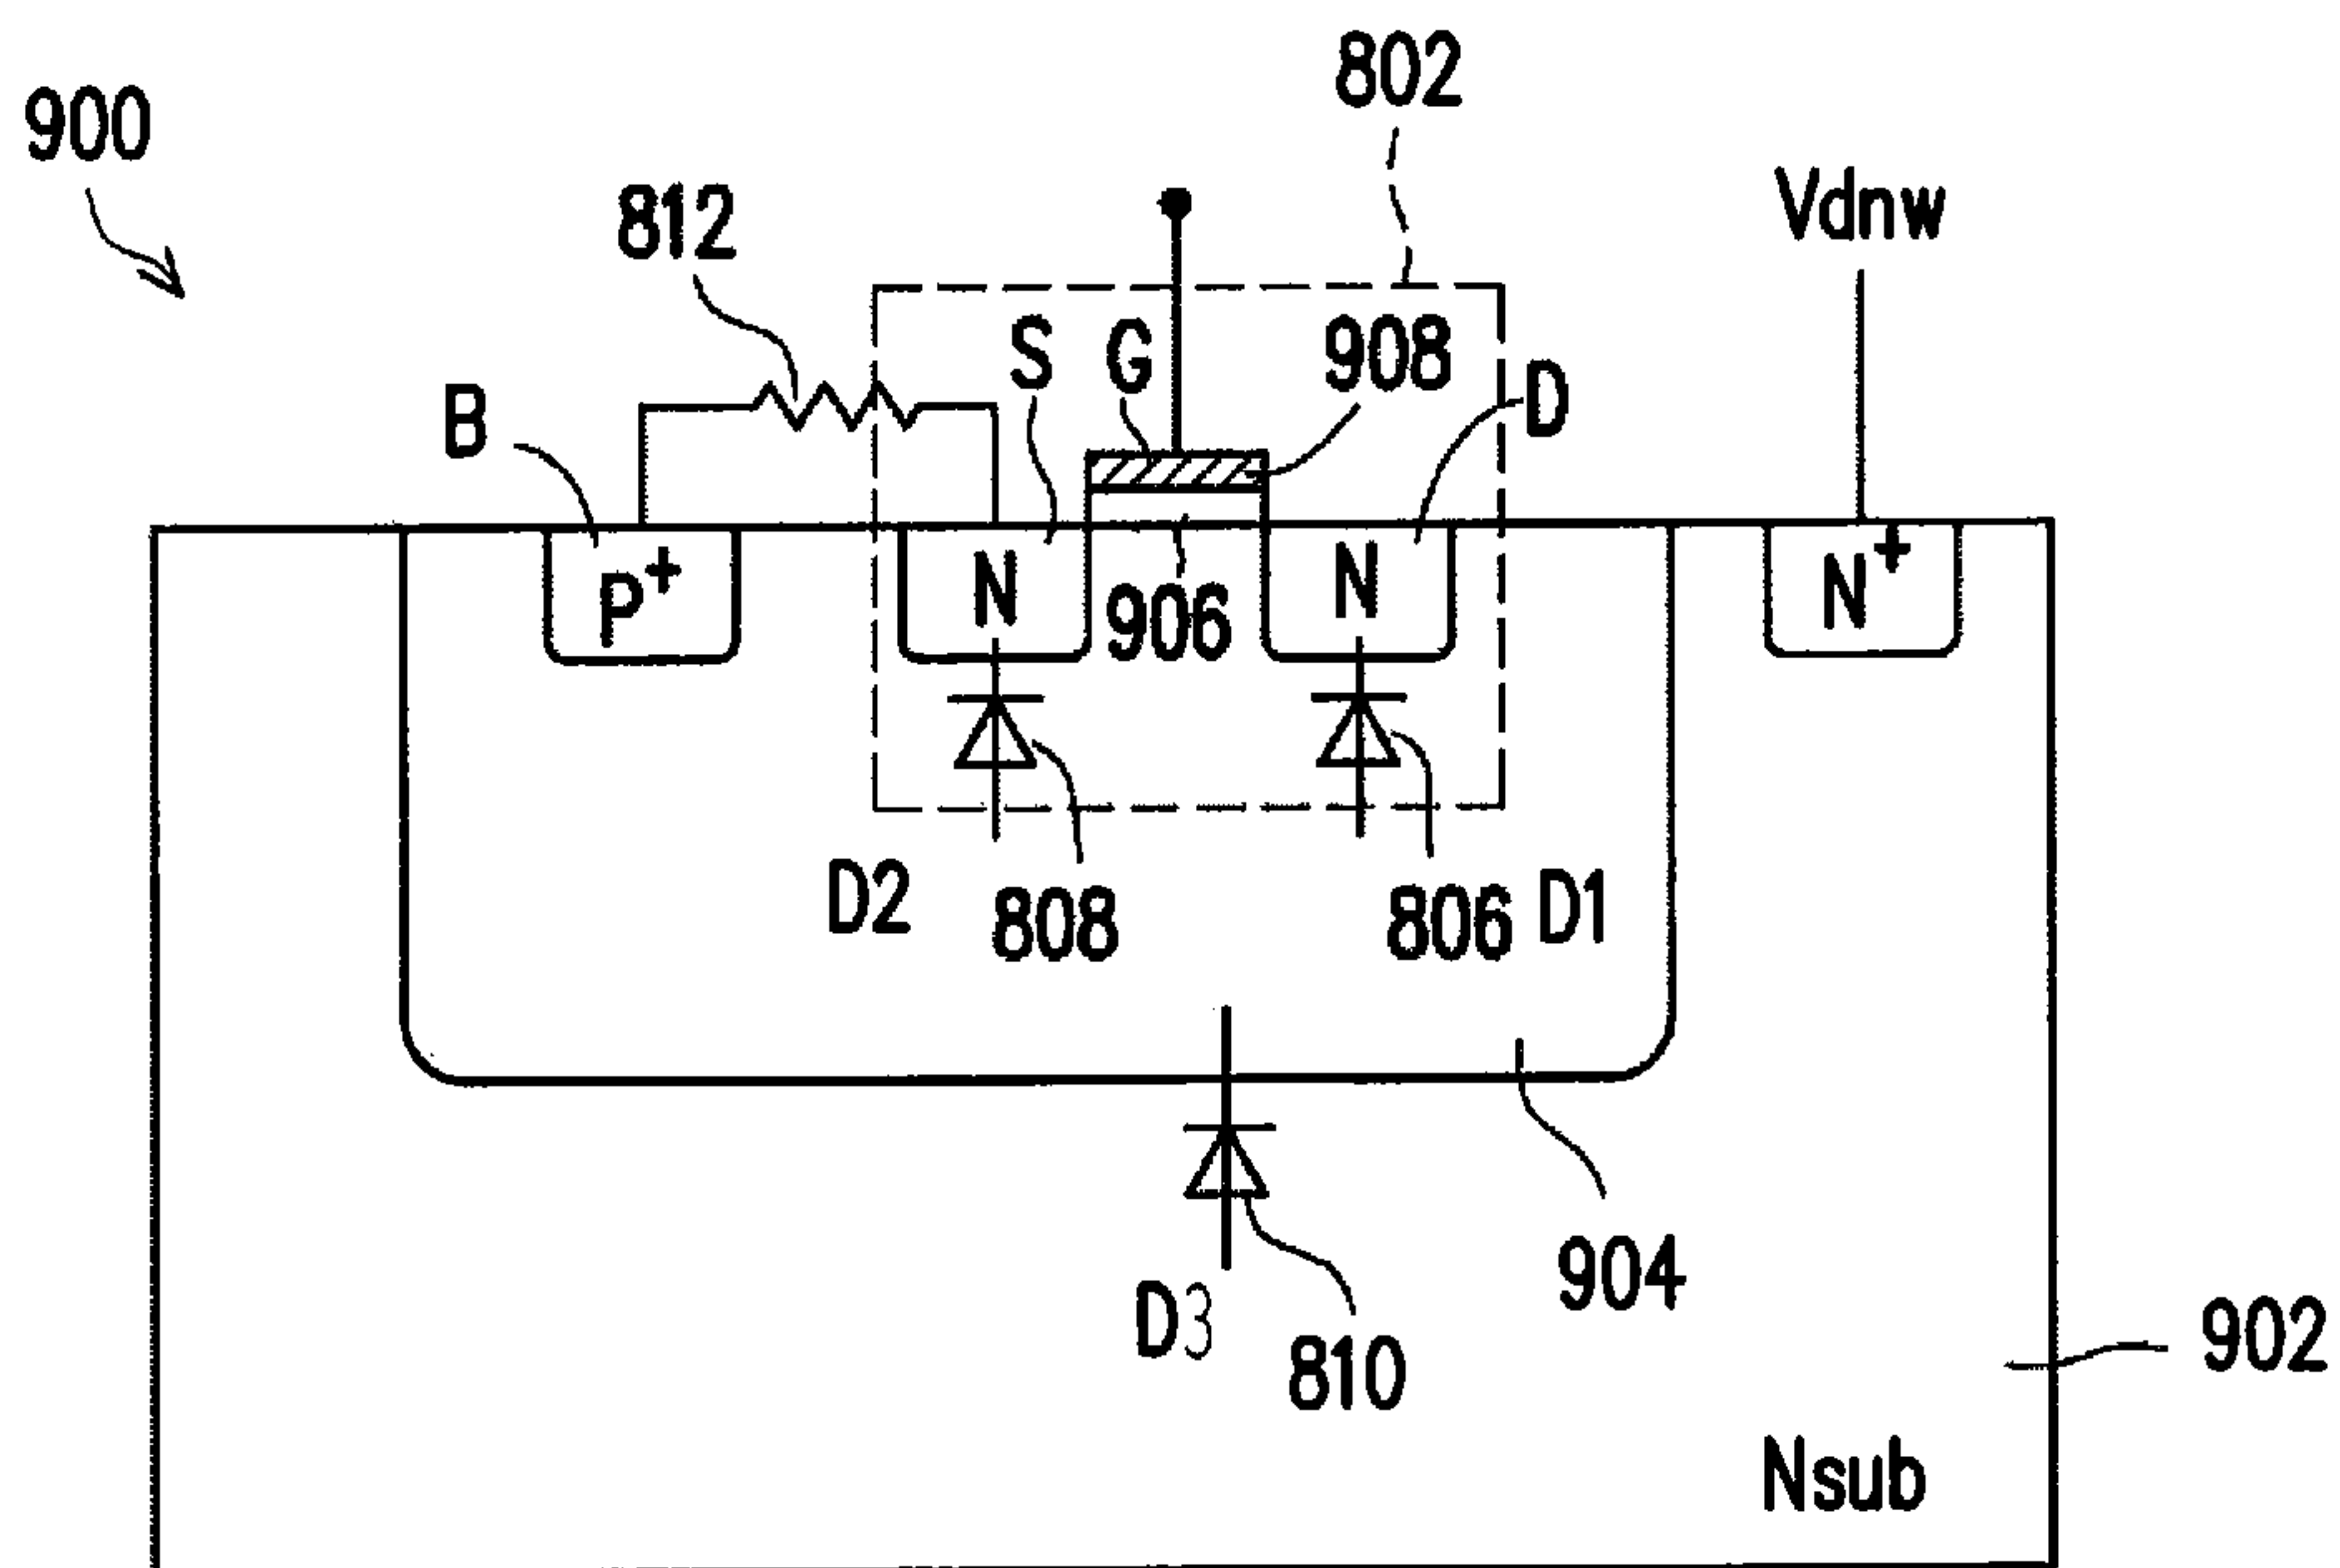 802
900
812
Vdnw
S G 908
B
D
P+
N
906
N
N+
D2
808
806 D1
904
D3
810
902
Nsub